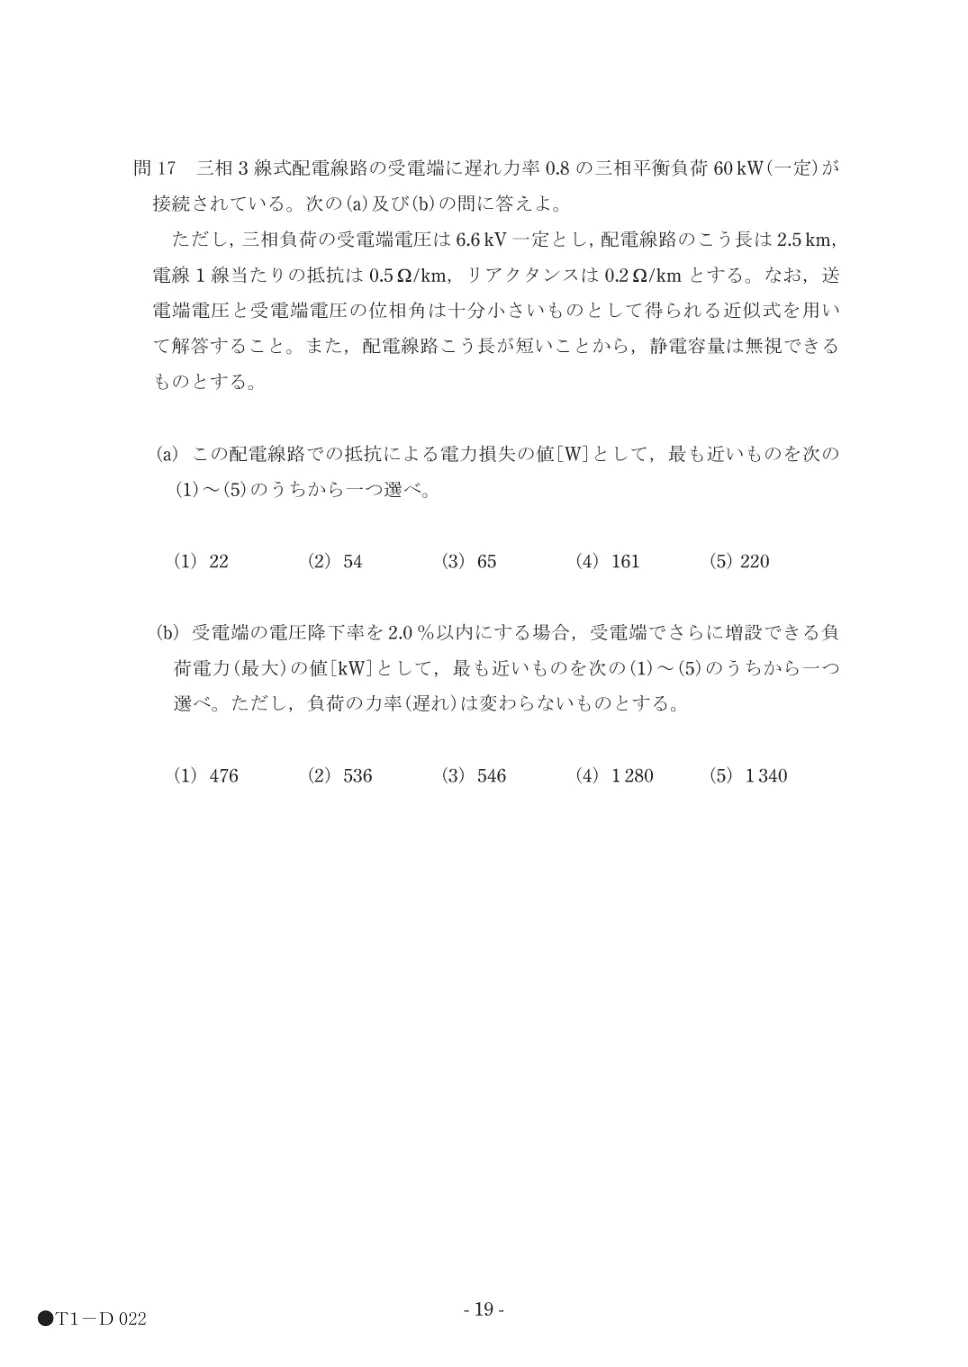 問 17 三相 3 線式配電線路の受電端に遅れ力率 0.8 の三相平衡負荷 60 kW(一定)が
接続されている。次の(a)及び(b)の問に答えよ。
ただし，三相負荷の受電端電圧は 6.6 kV 一定とし，配電線路のこう長は 2.5 km，
電線 1 線当たりの抵抗は 0.5 Ω/km，リアクタンスは 0.2 Ω/km とする。なお，送
電端電圧と受電端電圧の位相角は十分小さいものとして得られる近似式を用い
て解答すること。また，配電線路こう長が短いことから，静電容量は無視できる
ものとする。
(a) この配電線路での抵抗による電力損失の値[W]として，最も近いものを次の
(1)～(5)のうちから一つ選べ。
(1) 22 (2) 54 (3) 65 (4) 161 (5) 220
(b) 受電端の電圧降下率を 2.0 %以内にする場合，受電端でさらに増設できる負
荷電力(最大)の値[kW]として，最も近いものを次の(1)～(5)のうちから一つ
選べ。ただし，負荷の力率(遅れ)は変わらないものとする。
(1) 476 (2) 536 (3) 546 (4) 1 280 (5) 1 340
- 19 -
●T1－D 022